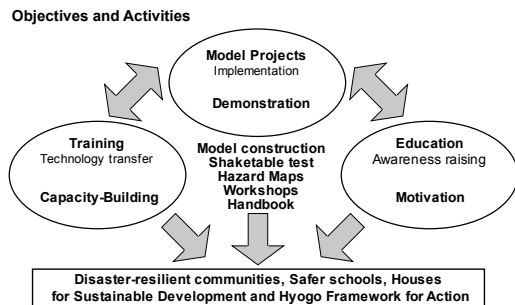 Objectives and Activities
Model Projects
Implementation
Demonstration
Training
Technology transfer
Capacity-Building
Model construction
Shaketable test
Hazard Maps
Workshops
Handbook
Education
Awareness raising
Motivation
Disaster-resilient communities, Safer schools, Houses
for Sustainable Development and Hyogo Framework for Action